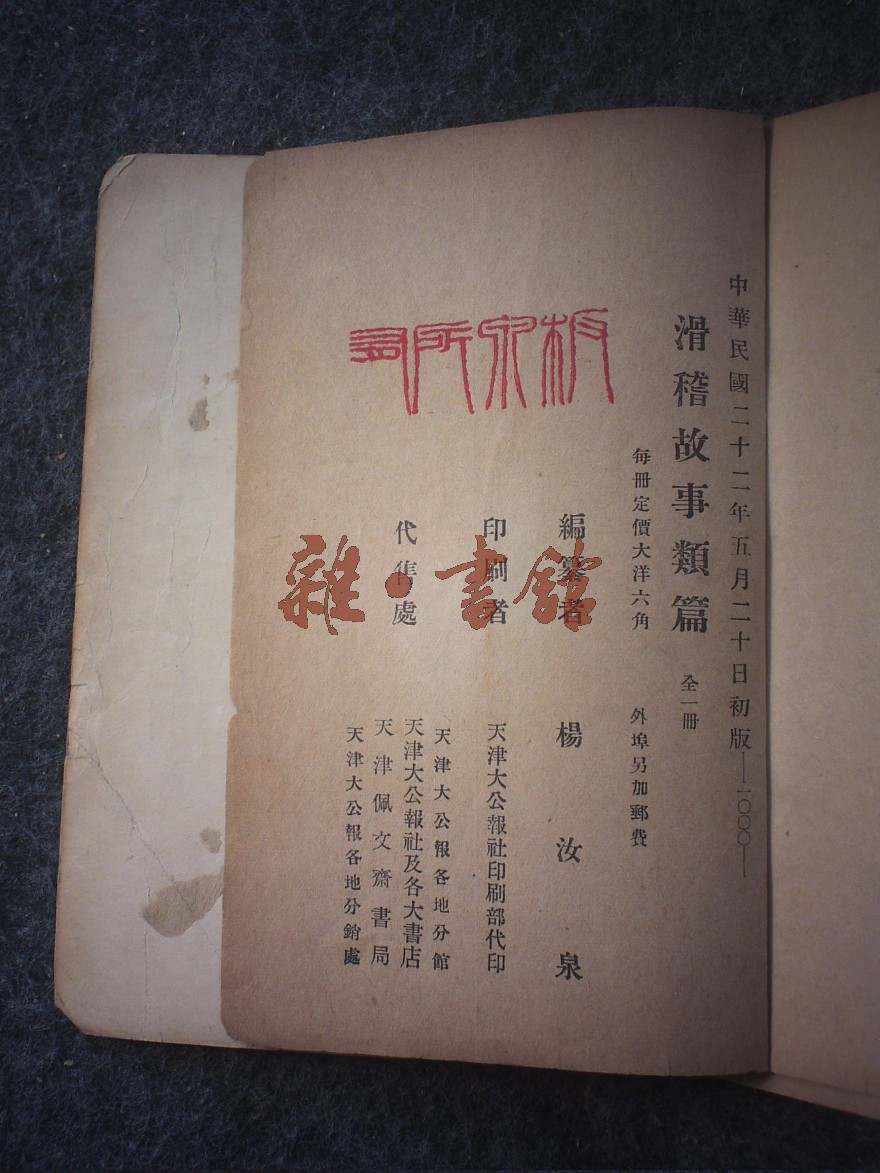 中華民國二十二年五月二十日初版——一〇〇〇——
滑稽故事類篇 全一冊
每冊定價大洋六角 外埠另加郵費
板所有
編纂者 楊汝泉
印刷者 天津大公報社印刷部代印
代售處
天津大公報各地分館
天津大公報社及各大書店
天津佩文齋書局
天津大公報各地分銷處
雜·書館